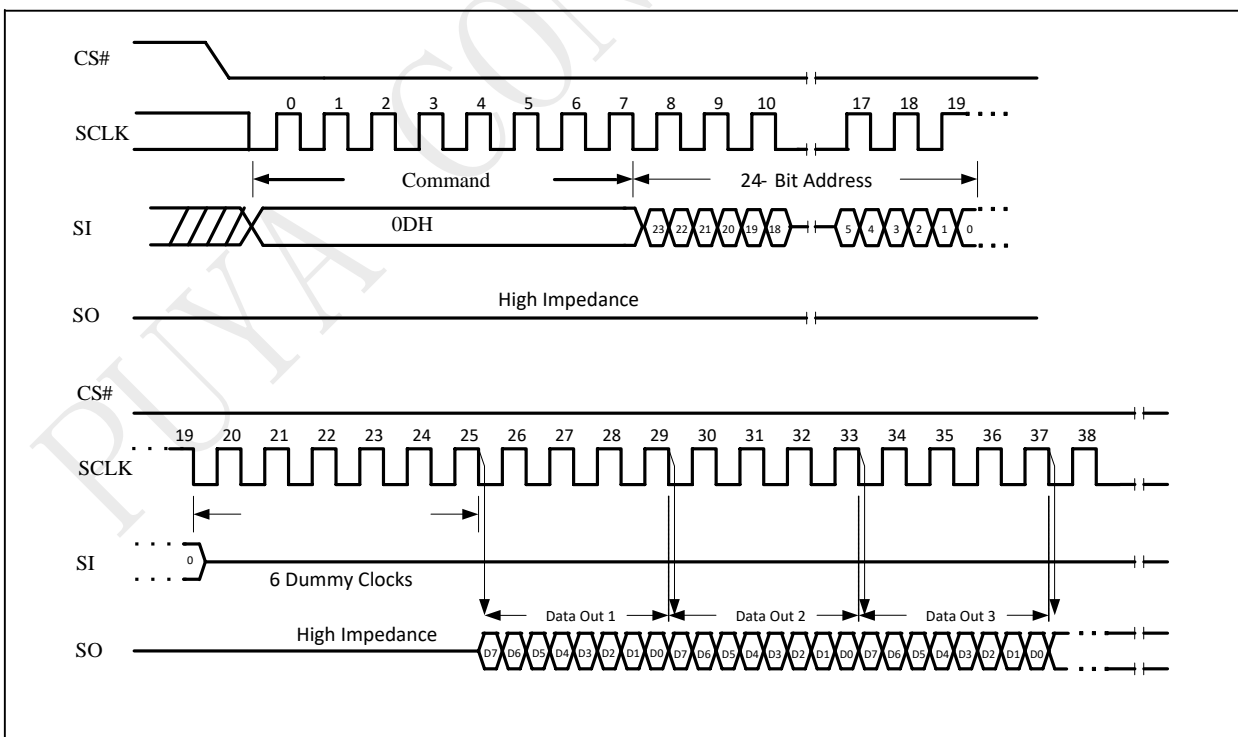 CS#
0 1 2 3 4 5 6 7 8 9 10 17 18 19
SCLK
Command 24- Bit Address
SI 0DH 23 22 21 20 19 18 5 4 3 2 1 0
High Impedance
SO
CS#
19 20 21 22 23 24 25 26 27 28 29 30 31 32 33 34 35 36 37 38
SCLK
SI 0
6 Dummy Clocks
Data Out 1 Data Out 2 Data Out 3
High Impedance
SO D7 D6 D5 D4 D3 D2 D1 D0 D7 D6 D5 D4 D3 D2 D1 D0 D7 D6 D5 D4 D3 D2 D1 D0
PUYA CON